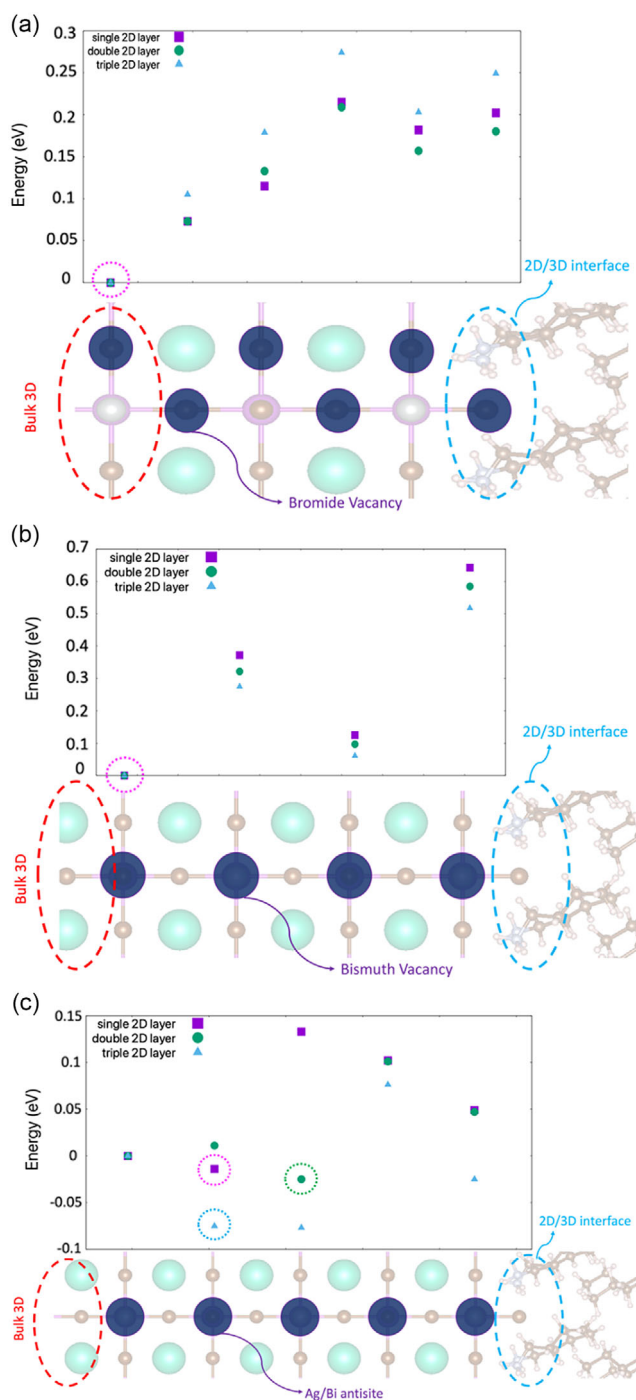 (a)
single 2D layer
double 2D layer
triple 2D layer
0.3
0.25
0.2
0.15
0.1
0.05
0
Energy (eV)
2D/3D interface
Bulk 3D
Bromide Vacancy
(b)
single 2D layer
double 2D layer
triple 2D layer
0.7
0.6
0.5
0.4
0.3
0.2
0.1
0
Energy (eV)
2D/3D interface
Bulk 3D
Bismuth Vacancy
(c)
single 2D layer
double 2D layer
triple 2D layer
0.15
0.1
0.05
0
-0.05
-0.1
Energy (eV)
2D/3D interface
Bulk 3D
Ag/Bi antisite